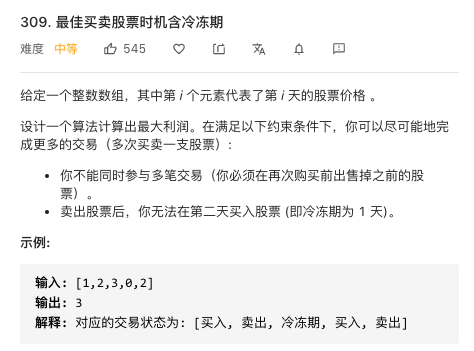 309. 最佳买卖股票时机含冷冻期
难度 中等 545
给定一个整数数组，其中第 i 个元素代表了第 i 天的股票价格 。
设计一个算法计算出最大利润。在满足以下约束条件下，你可以尽可能地完
成更多的交易（多次买卖一支股票）:
• 你不能同时参与多笔交易（你必须在再次购买前出售掉之前的股
票）。
• 卖出股票后，你无法在第二天买入股票 (即冷冻期为 1 天)。
示例:
输入: [1,2,3,0,2]
输出: 3
解释: 对应的交易状态为: [买入, 卖出, 冷冻期, 买入, 卖出]